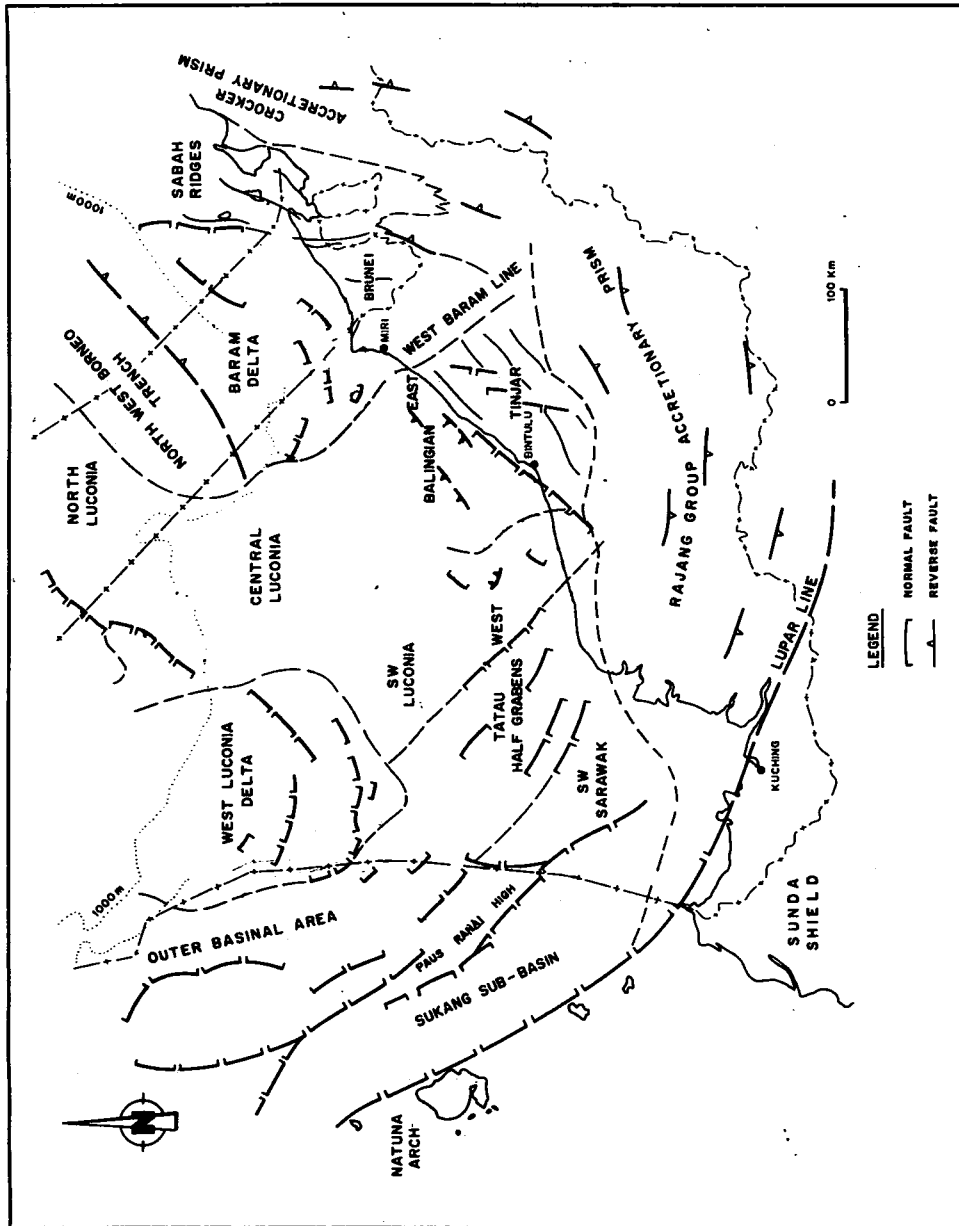 N
NATUNA
ARCH
OUTER BASINAL AREA
PAUS RANAI HIGH
SUKANG SUB-BASIN
SUNDA
SHIELD
1000m
WEST LUCONIA
DELTA
SW
LUCONIA
TATAU
HALF GRABENS
SW
SARAWAK
WEST
KUCHING
LUPAR LINE
NORTH
LUCONIA
CENTRAL
LUCONIA
BALINGIAN
EAST
BINTULU
TINJAR
RAJANG GROUP ACCRETIONARY PRISM
NORTH WEST BORNEO
TRENCH
BARAM
DELTA
WEST BARAM LINE
MIRI
BRUNEI
1000m
SABAH
RIDGES
CROCKER
ACCRETIONARY PRISM
0 100 Km
LEGEND
NORMAL FAULT
REVERSE FAULT